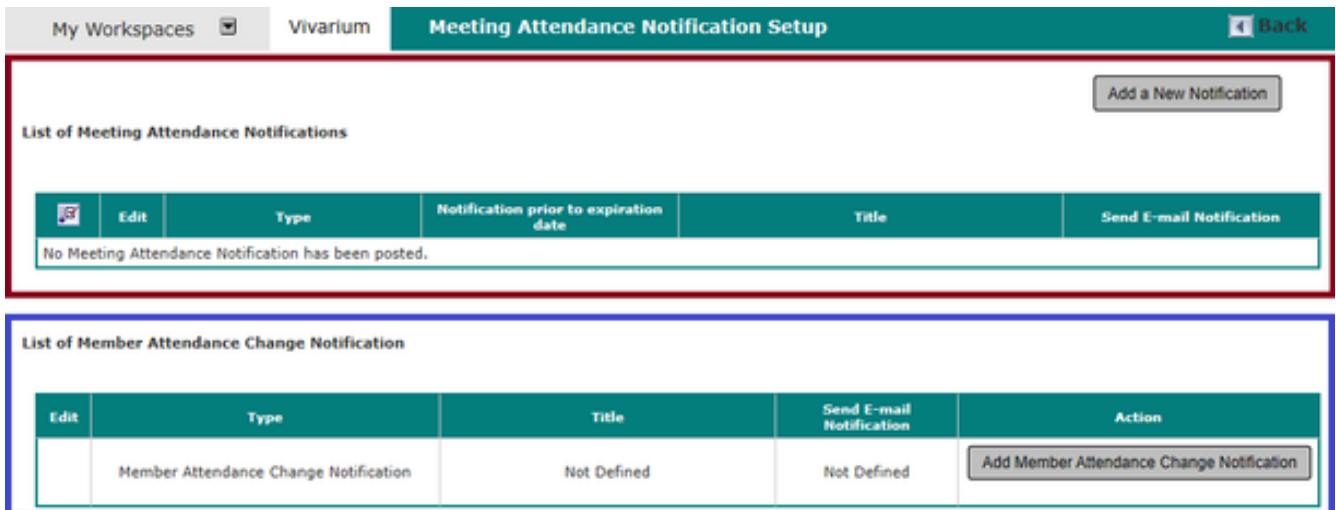 My Workspaces Vivarium Meeting Attendance Notification Setup Back
Add a New Notification
List of Meeting Attendance Notifications
Edit Type Notification prior to expiration date Title Send E-mail Notification
No Meeting Attendance Notification has been posted.
List of Member Attendance Change Notification
Edit Type Title Send E-mail Notification Action
Member Attendance Change Notification Not Defined Not Defined Add Member Attendance Change Notification